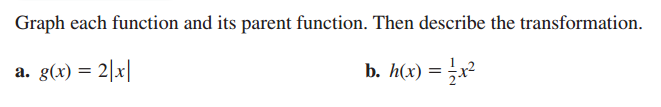 Graph each function and its parent function. Then describe the transformation.
a. g(x) = 2|x| b. h(x) = ½x²